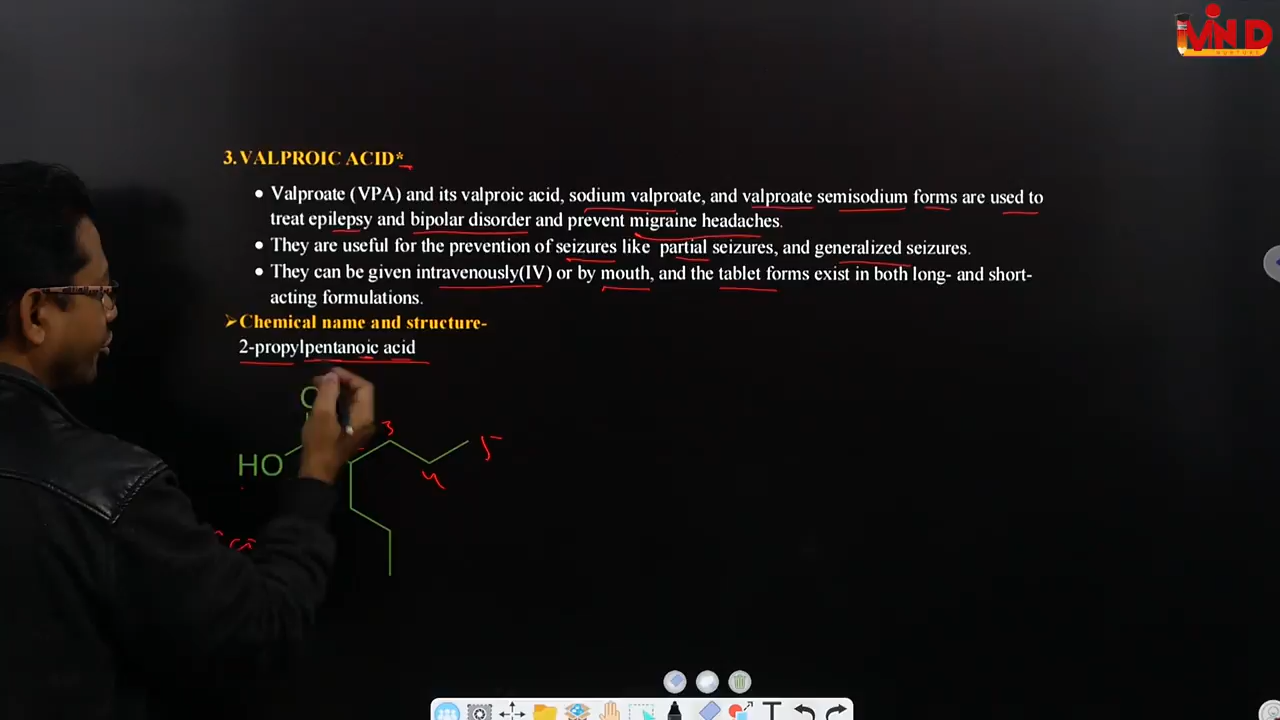 MIND
3.VALPROIC ACID*
• Valproate (VPA) and its valproic acid, sodium valproate, and valproate semisodium forms are used to
treat epilepsy and bipolar disorder and prevent migraine headaches.
• They are useful for the prevention of seizures like partial seizures, and generalized seizures.
• They can be given intravenously(IV) or by mouth, and the tablet forms exist in both long- and short-
acting formulations.
➢Chemical name and structure-
2-propylpentanoic acid
O
3
5
HO
4
T